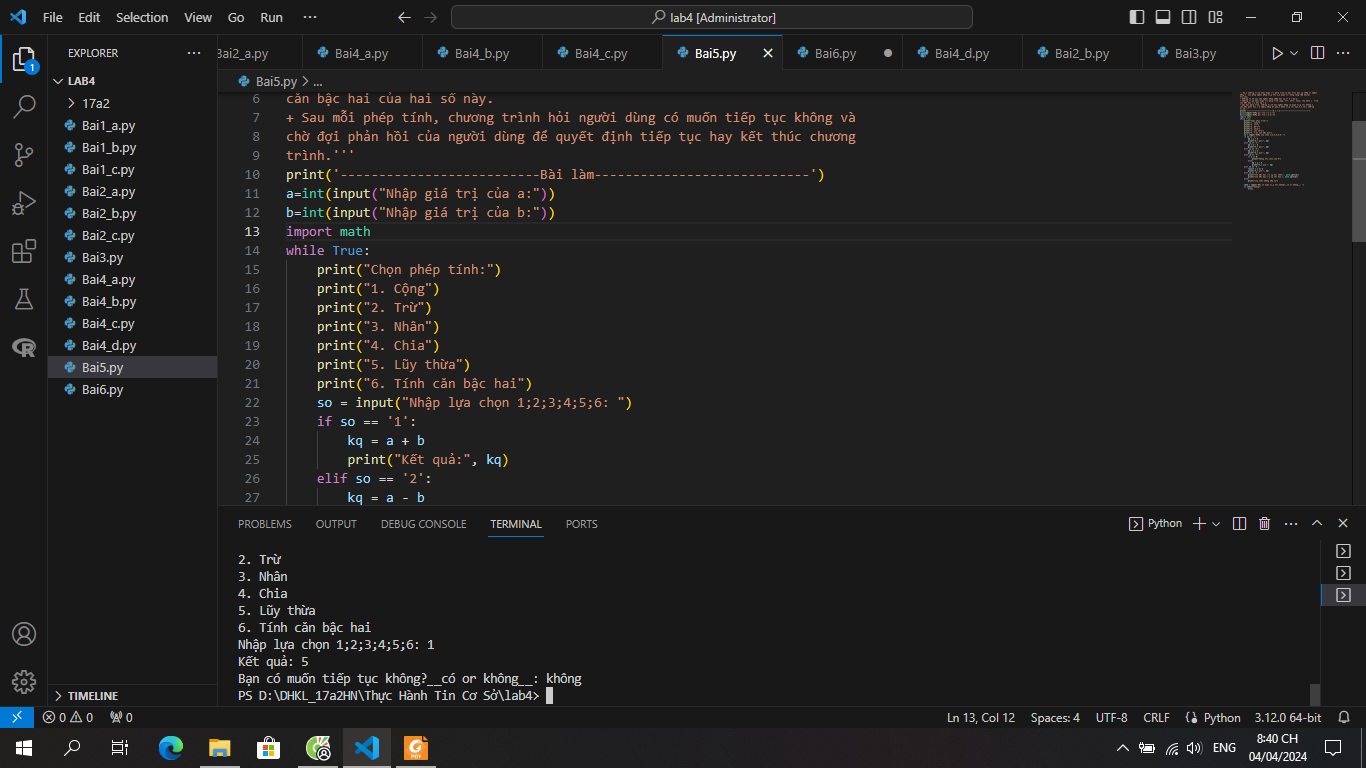 File Edit Selection View Go Run ··· lab4 [Administrator]
EXPLORER ···
Bai2_a.py Bai4_a.py Bai4_b.py Bai4_c.py Bai5.py Bai6.py Bai4_d.py Bai2_b.py Bai3.py
LAB4
17a2
Bai1_a.py
Bai1_b.py
Bai1_c.py
Bai2_a.py
Bai2_b.py
Bai2_c.py
Bai3.py
Bai4_a.py
Bai4_b.py
Bai4_c.py
Bai4_d.py
Bai5.py
Bai6.py
TIMELINE
1
Bai5.py > ...
6 căn bậc hai của hai số này.
7 + Sau mỗi phép tính, chương trình hỏi người dùng có muốn tiếp tục không và
8 chờ đợi phản hồi của người dùng để quyết định tiếp tục hay kết thúc chương
9 trình.'''
10 print('--------------------------Bài làm----------------------------')
11 a=int(input("Nhập giá trị của a:"))
12 b=int(input("Nhập giá trị của b:"))
13 import math
14 while True:
15 print("Chọn phép tính:")
16 print("1. Cộng")
17 print("2. Trừ")
18 print("3. Nhân")
19 print("4. Chia")
20 print("5. Lũy thừa")
21 print("6. Tính căn bậc hai")
22 so = input("Nhập lựa chọn 1;2;3;4;5;6: ")
23 if so == '1':
24 kq = a + b
25 print("Kết quả:", kq)
26 elif so == '2':
27 kq = a - b
PROBLEMS OUTPUT DEBUG CONSOLE TERMINAL PORTS Python
2. Trừ
3. Nhân
4. Chia
5. Lũy thừa
6. Tính căn bậc hai
Nhập lựa chọn 1;2;3;4;5;6: 1
Kết quả: 5
Bạn có muốn tiếp tục không?__có or không__: không
PS D:\DHKL_17a2HN\Thực Hành Tin Cơ Sở\lab4>
0 0 0 Ln 13, Col 12 Spaces: 4 UTF-8 CRLF Python 3.12.0 64-bit
ENG 8:40 CH
04/04/2024